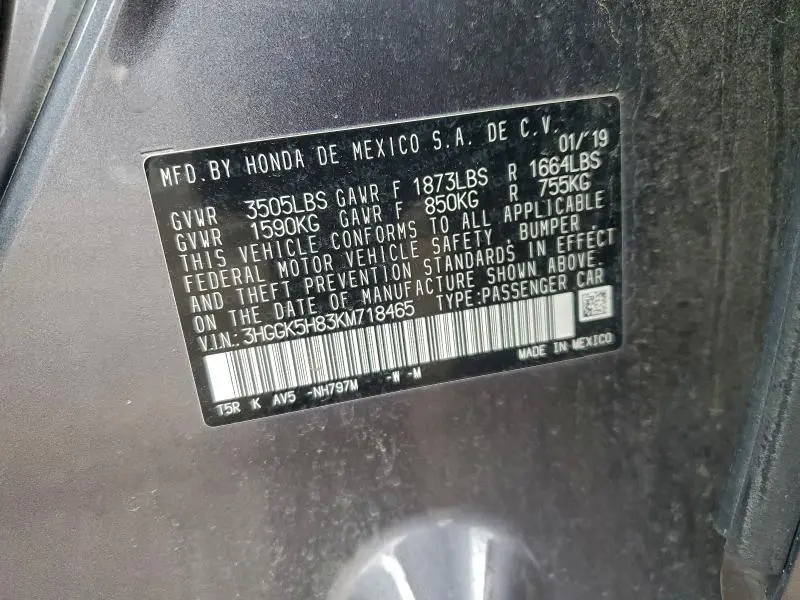 MFD. BY HONDA DE MEXICO S.A. DE C.V. 01/'19
GVWR 3505LBS GAWR F 1873LBS R 1664LBS
GVWR 1590KG GAWR F 850KG R 755KG
THIS VEHICLE CONFORMS TO ALL APPLICABLE
FEDERAL MOTOR VEHICLE SAFETY, BUMPER,
AND THEFT PREVENTION STANDARDS IN EFFECT
ON THE DATE OF MANUFACTURE SHOWN ABOVE.
V.I.N.: 3HGGK5H83KM718465 TYPE:PASSENGER CAR
MADE IN MEXICO
T5R K AV5 -NH797M -W -M